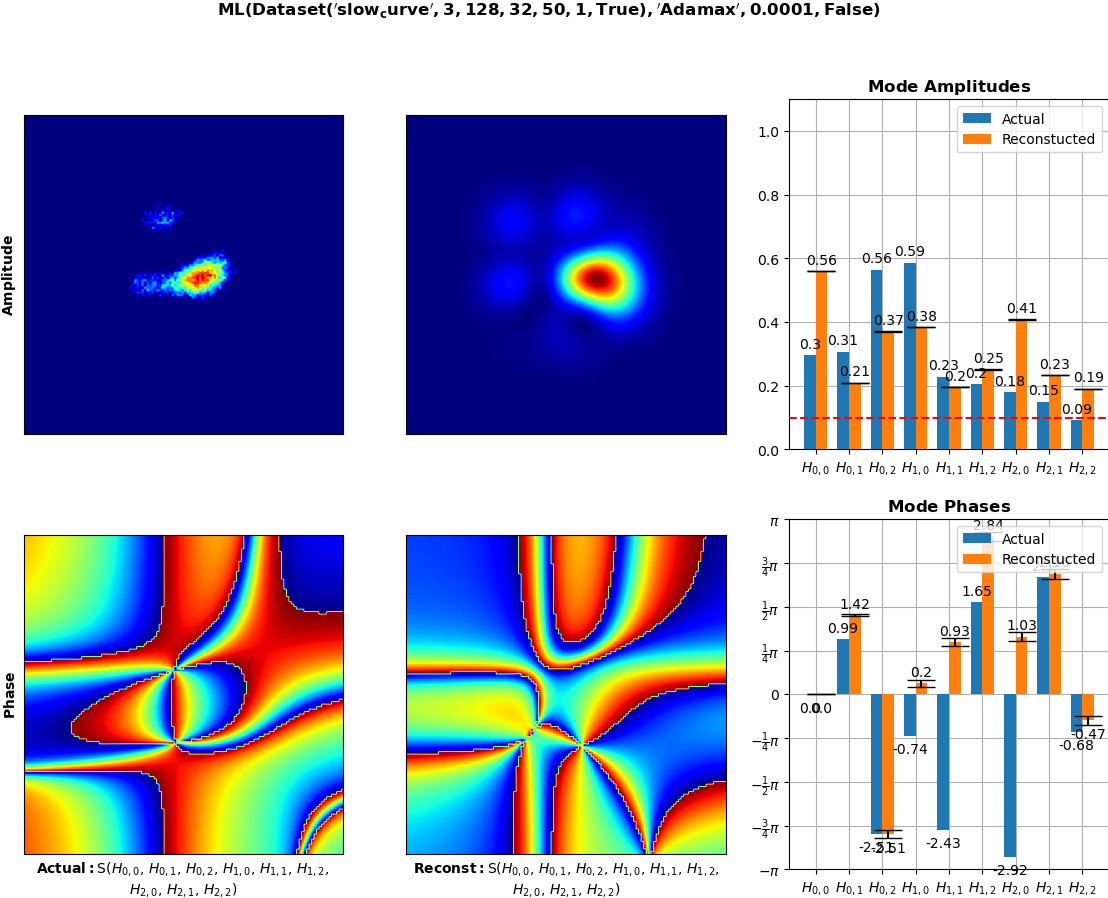 ML(Dataset(′slow_curve′, 3, 128, 32, 50, 1, True), ′Adamax′, 0.0001, False)
Mode Amplitudes
Amplitude
1.0
0.8
0.6
0.4
0.2
0.0
Actual
Reconstucted
0.3 0.56
0.31 0.21
0.56 0.37
0.59 0.38
0.23 0.2
0.2 0.25
0.18 0.41
0.15 0.23
0.09 0.19
H0,0 H0,1 H0,2 H1,0 H1,1 H1,2 H2,0 H2,1 H2,2
Mode Phases
Phase
π
3/4π
1/2π
1/4π
0
−1/4π
−1/2π
−3/4π
−π
Actual
Reconstucted
0.0 0.0
0.99 1.42
-2.51 -2.51
-0.74 0.2
-2.43 0.93
1.65 2.84
-2.92 1.03
-0.68 -0.47
H0,0 H0,1 H0,2 H1,0 H1,1 H1,2 H2,0 H2,1 H2,2
Actual: S(H0,0, H0,1, H0,2, H1,0, H1,1, H1,2,
H2,0, H2,1, H2,2)
Reconst: S(H0,0, H0,1, H0,2, H1,0, H1,1, H1,2,
H2,0, H2,1, H2,2)